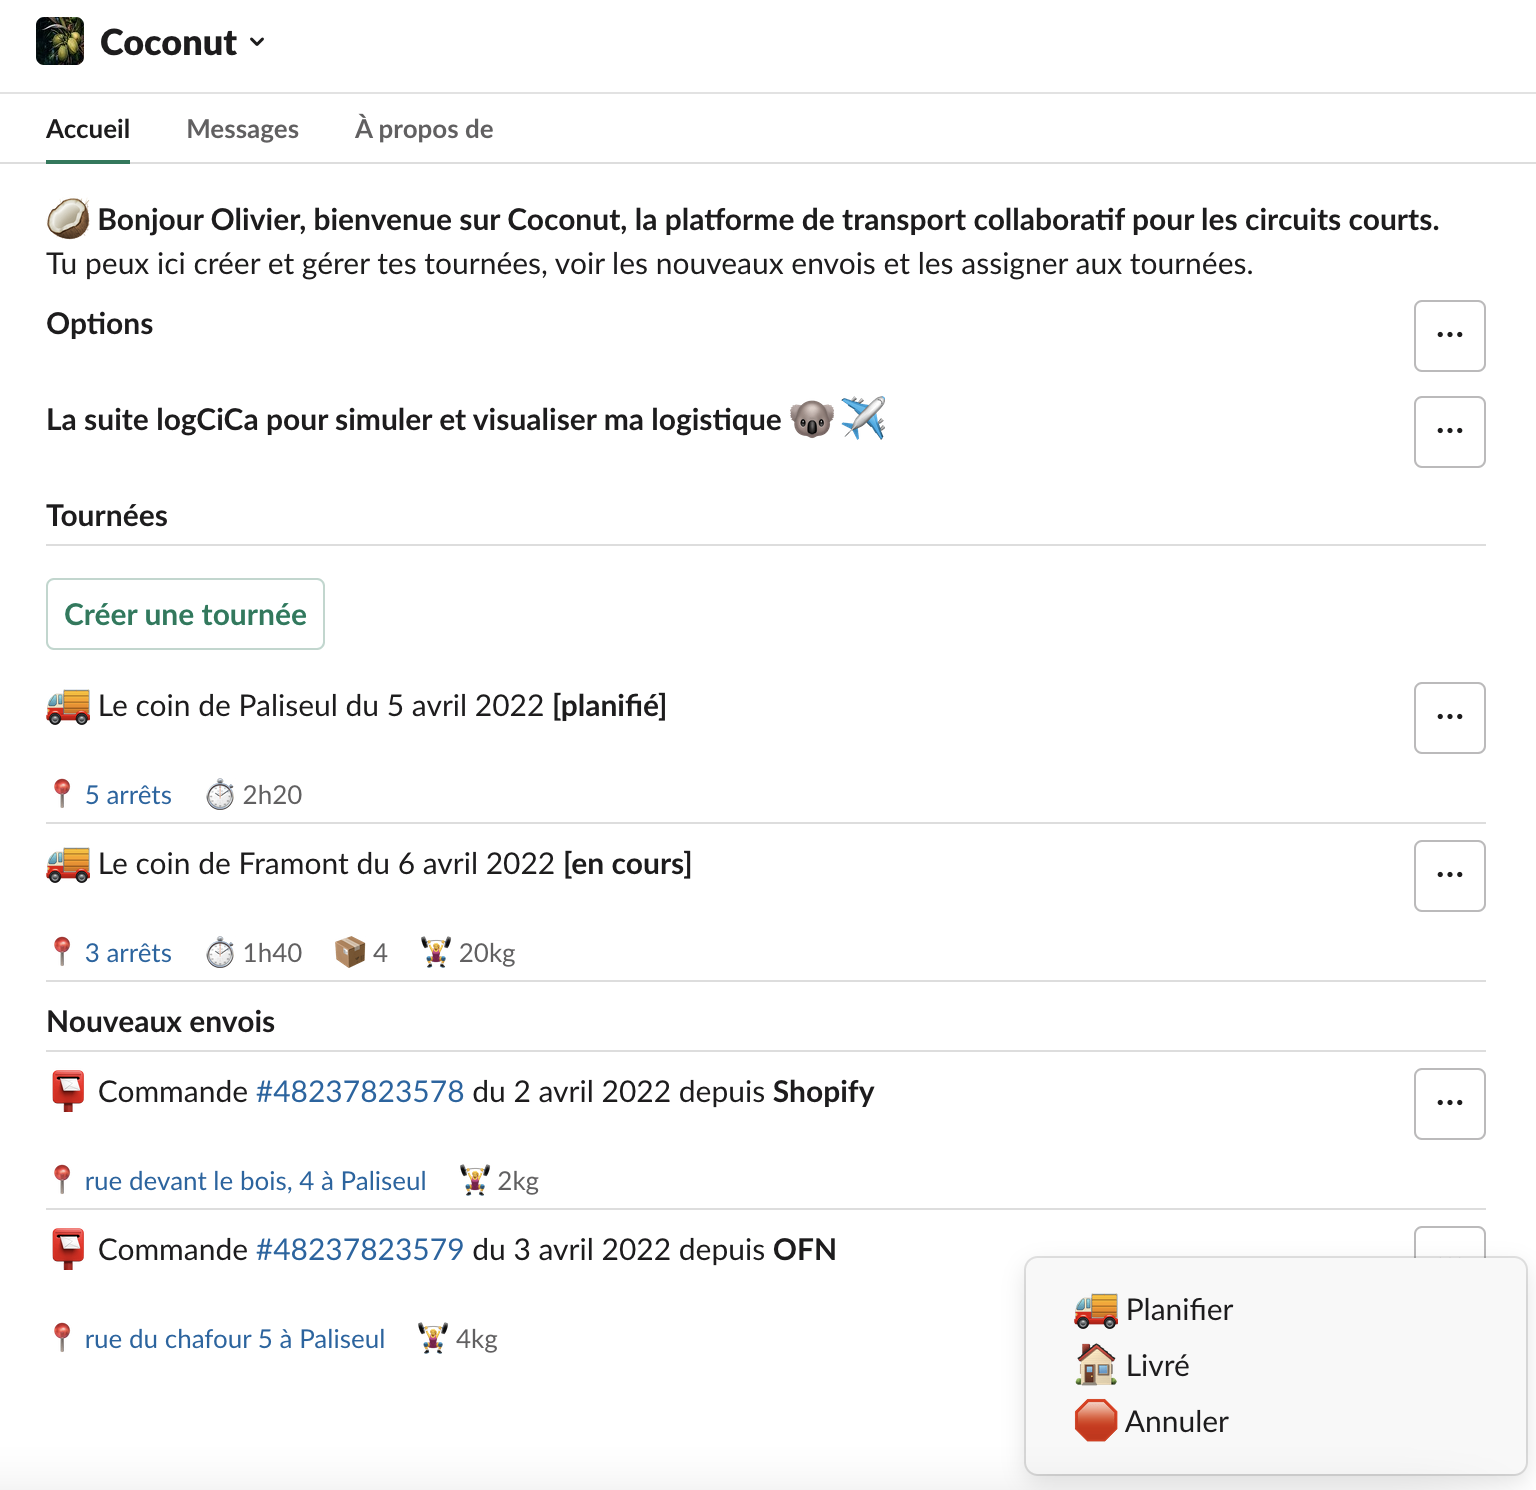 Coconut
Accueil Messages À propos de
Bonjour Olivier, bienvenue sur Coconut, la platforme de transport collaboratif pour les circuits courts.
Tu peux ici créer et gérer tes tournées, voir les nouveaux envois et les assigner aux tournées.
Options
...
La suite logCiCa pour simuler et visualiser ma logistique
...
Tournées
Créer une tournée
Le coin de Paliseul du 5 avril 2022 [planifié]
...
5 arrêts 2h20
Le coin de Framont du 6 avril 2022 [en cours]
...
3 arrêts 1h40 4 20kg
Nouveaux envois
Commande #48237823578 du 2 avril 2022 depuis Shopify
...
rue devant le bois, 4 à Paliseul 2kg
Commande #48237823579 du 3 avril 2022 depuis OFN
rue du chafour 5 à Paliseul 4kg
Planifier
Livré
Annuler